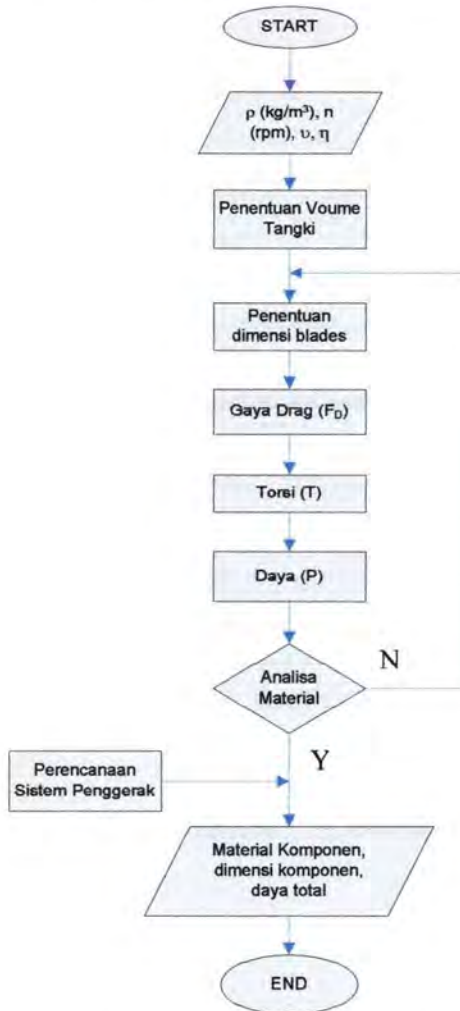 START
ρ (kg/m³), n
(rpm), υ, η
Penentuan Voume
Tangki
Penentuan
dimensi blades
Gaya Drag (F_D)
Torsi (T)
Daya (P)
Analisa
Material
N
Y
Perencanaan
Sistem Penggerak
Material Komponen,
dimensi komponen,
daya total
END